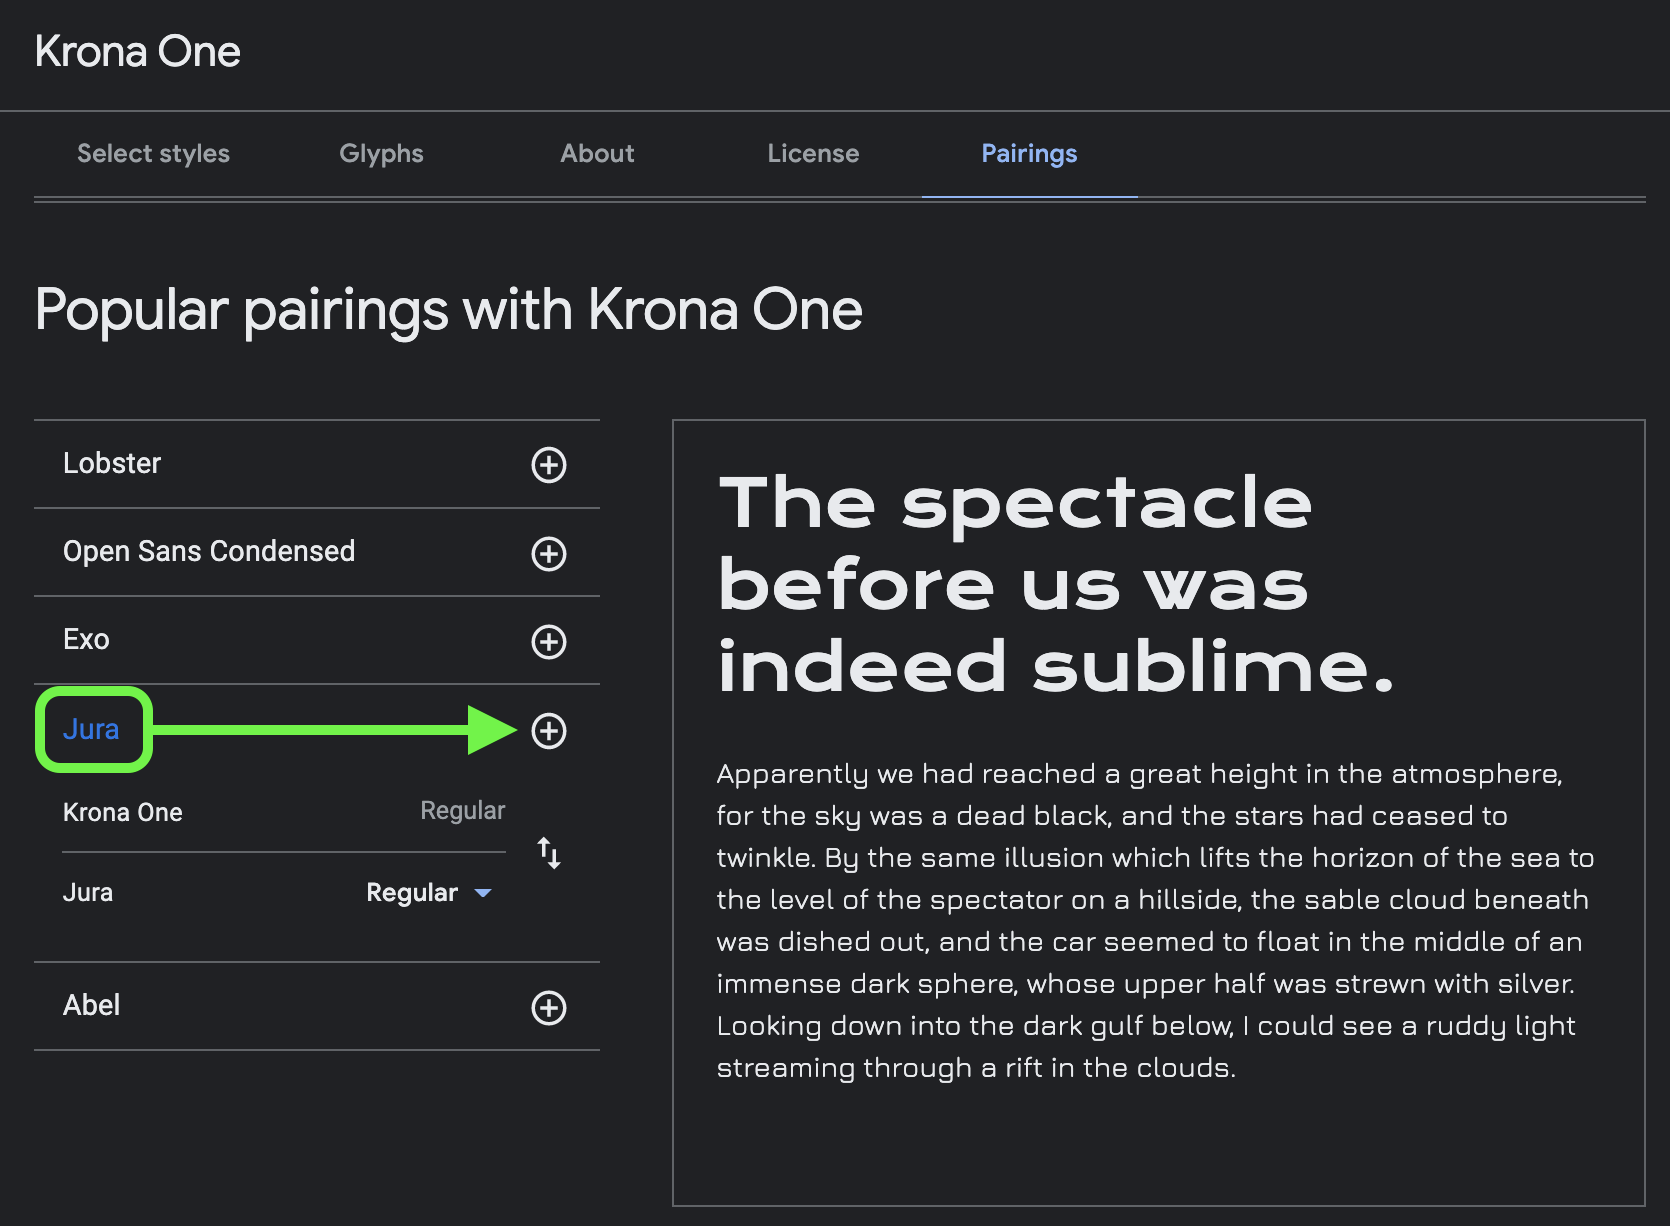 Krona One
Select styles Glyphs About License Pairings
Popular pairings with Krona One
Lobster
Open Sans Condensed
Exo
Jura
Krona One Regular
Jura Regular
Abel
The spectacle
before us was
indeed sublime.
Apparently we had reached a great height in the atmosphere,
for the sky was a dead black, and the stars had ceased to
twinkle. By the same illusion which lifts the horizon of the sea to
the level of the spectator on a hillside, the sable cloud beneath
was dished out, and the car seemed to float in the middle of an
immense dark sphere, whose upper half was strewn with silver.
Looking down into the dark gulf below, I could see a ruddy light
streaming through a rift in the clouds.